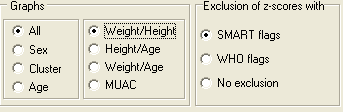 Graphs
All
Sex
Cluster
Age
Weight/Height
Height/Age
Weight/Age
MUAC
Exclusion of z-scores with
SMART flags
WHO flags
No exclusion